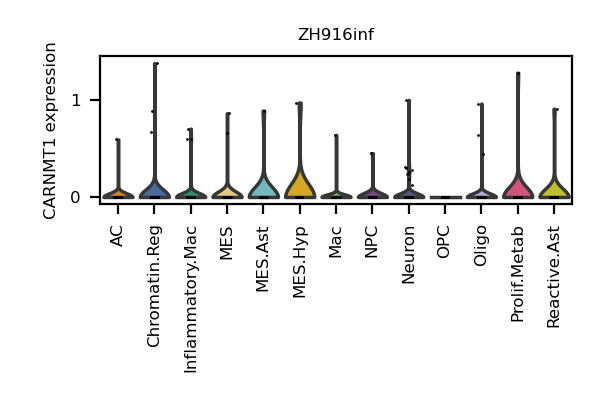 ZH916inf
CARNMT1 expression
1
0
AC
Chromatin.Reg
Inflammatory.Mac
MES
MES.Ast
MES.Hyp
Mac
NPC
Neuron
OPC
Oligo
Prolif.Metab
Reactive.Ast